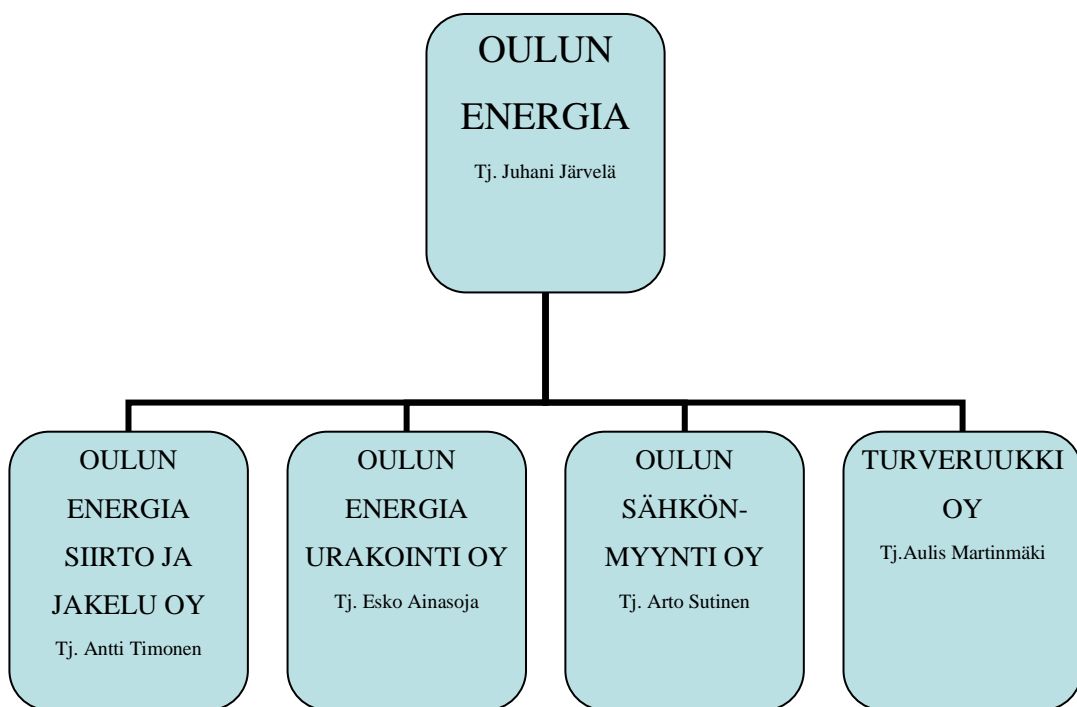 OULUN
ENERGIA
Tj. Juhani Järvelä
OULUN
ENERGIA
SIIRTO JA
JAKELU OY
Tj. Antti Timonen
OULUN
ENERGIA
URAKOINTI OY
Tj. Esko Ainasoja
OULUN
SÄHKÖN-
MYYNTI OY
Tj. Arto Sutinen
TURVERUUKKI
OY
Tj.Aulis Martinmäki